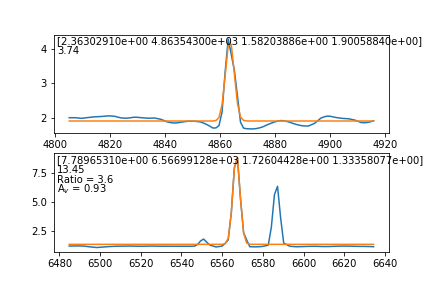 [2.36302910e+00 4.86354300e+03 1.58203886e+00 1.90058840e+00]
3.74
4
3
2
4800 4820 4840 4860 4880 4900 4920
[7.78965310e+00 6.56699128e+03 1.72604428e+00 1.33358077e+00]
13.45
Ratio = 3.6
Aᵥ = 0.93
7.5
5.0
2.5
6480 6500 6520 6540 6560 6580 6600 6620 6640